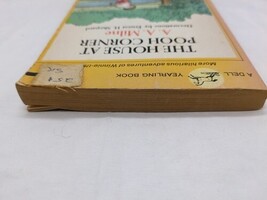 THE HOUSE AT
POOH CORNER
A.A. Milne
Decorations by Ernest H. Shepard
More hilarious adventures of Winnie-the
A DELL
YEARLING BOOK
254